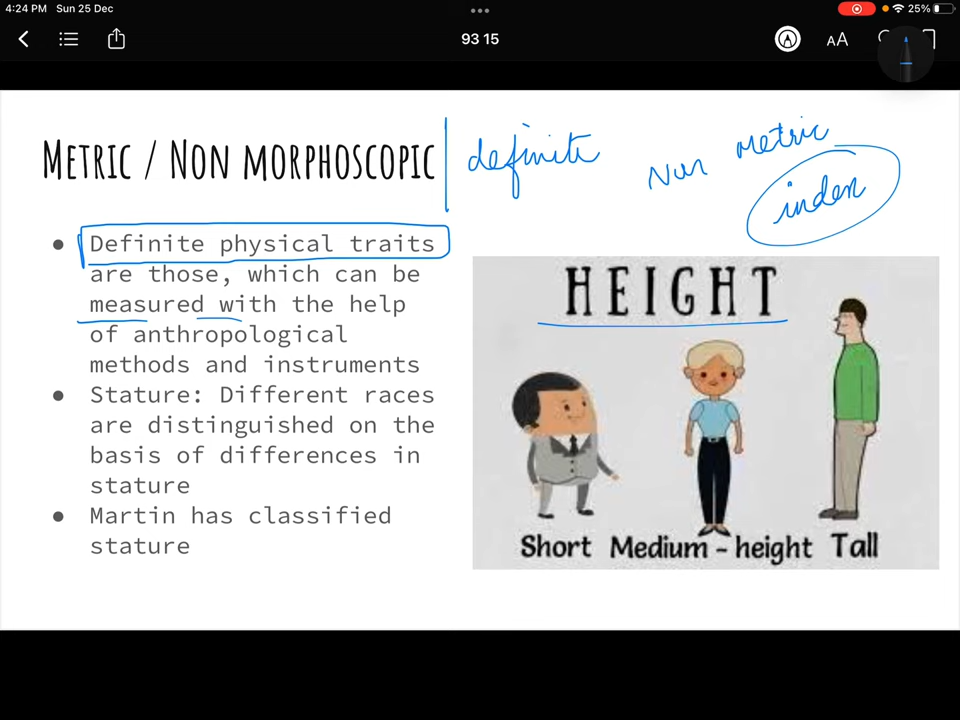 4:24 PM Sun 25 Dec
25%
93 15
AA
METRIC / NON MORPHOSCOPIC
definite
Non Metric
inden
• Definite physical traits
are those, which can be
measured with the help
of anthropological
methods and instruments
• Stature: Different races
are distinguished on the
basis of differences in
stature
• Martin has classified
stature
HEIGHT
Short Medium - height Tall